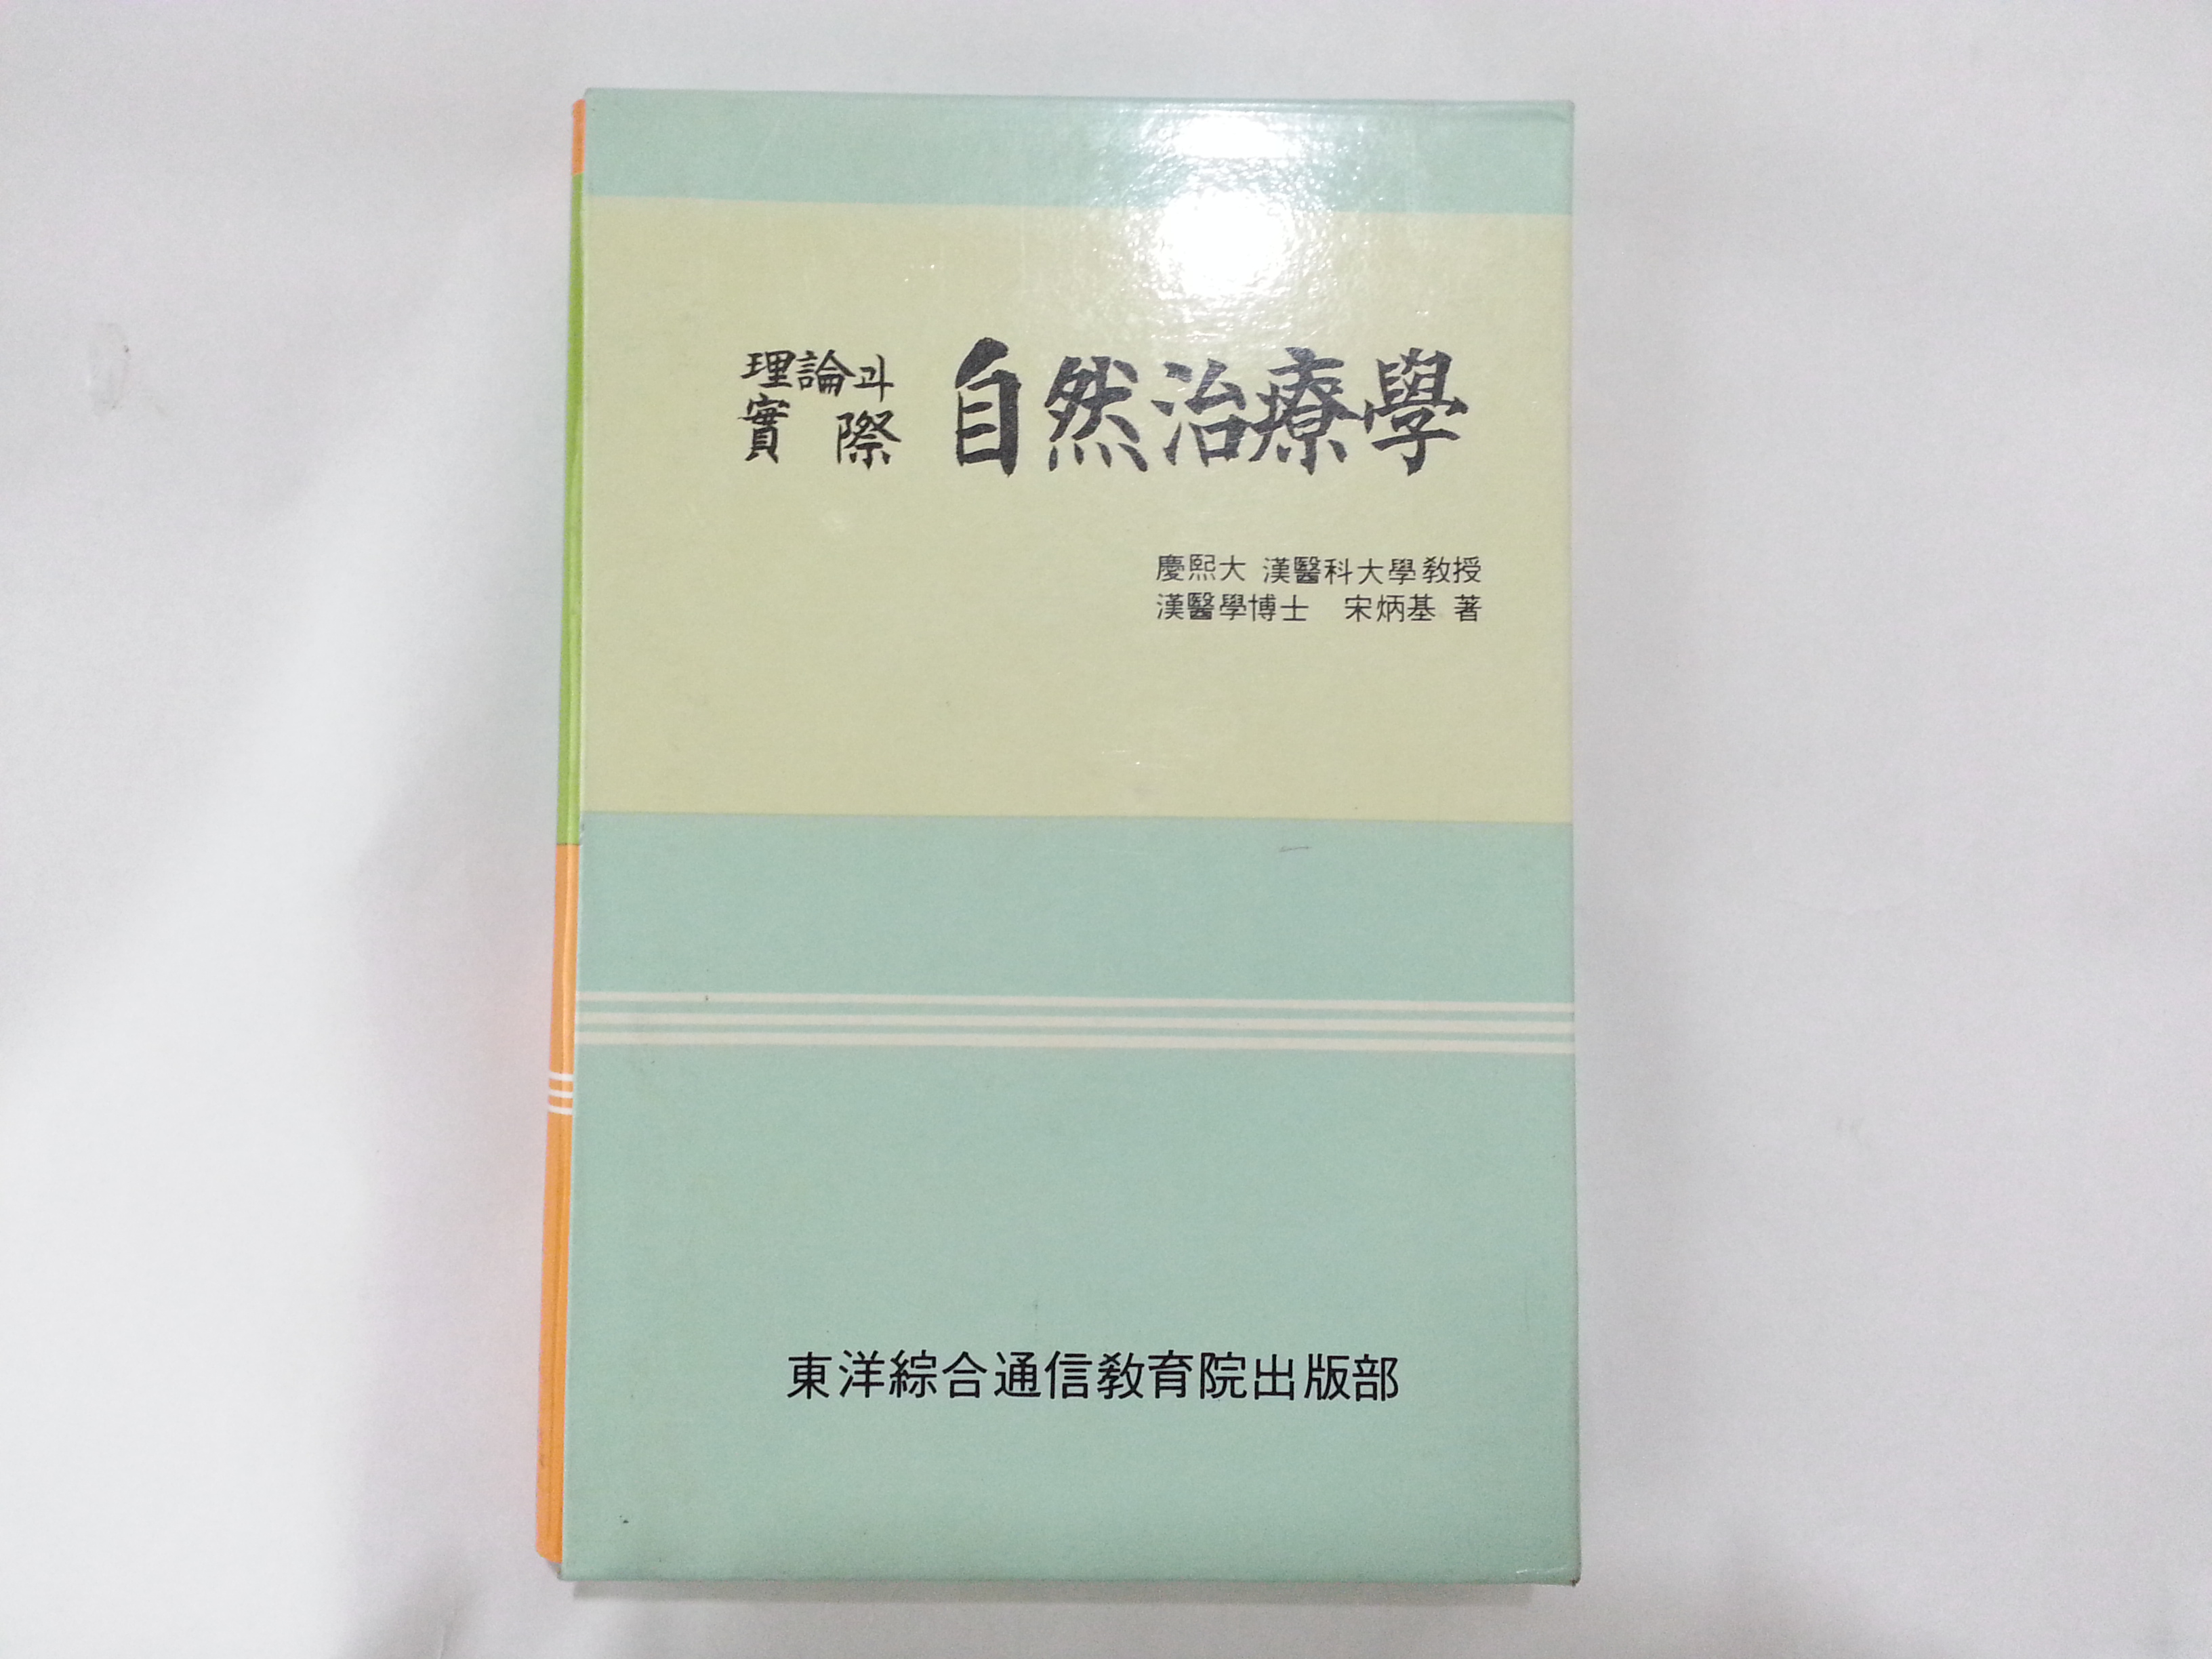 理論과
實際
自然治療學
慶熙大 漢醫科大學敎授
漢醫學博士 宋炳基 著
東洋綜合通信敎育院出版部